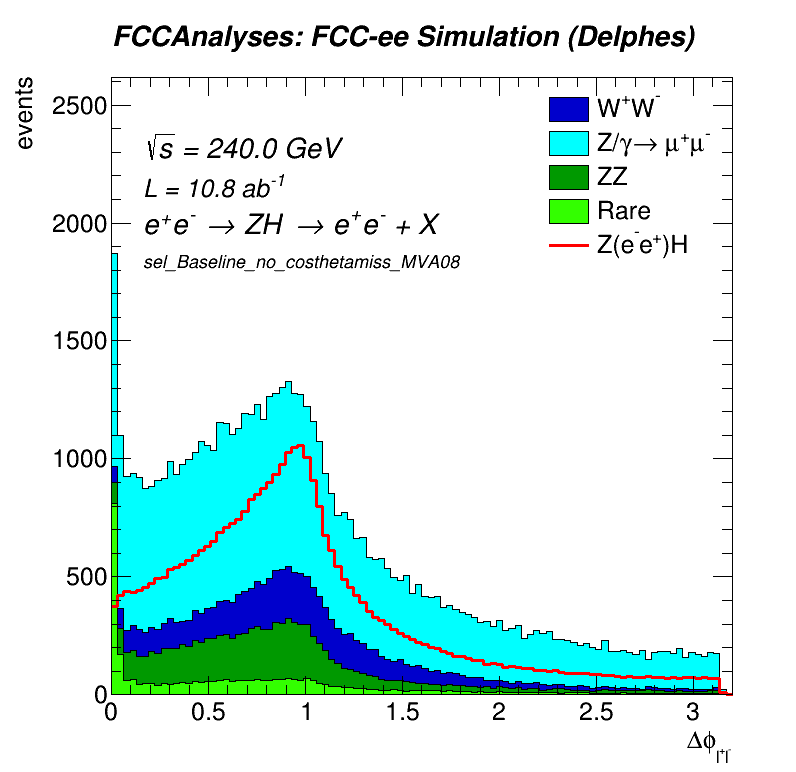 FCCAnalyses: FCC-ee Simulation (Delphes)
events
2500
2000
1500
1000
500
0
√s = 240.0 GeV
L = 10.8 ab⁻¹
e⁺e⁻ → ZH → e⁺e⁻ + X
sel_Baseline_no_costhetamiss_MVA08
W⁺W⁻
Z/γ→ μ⁺μ⁻
ZZ
Rare
Z(e⁻e⁺)H
0 0.5 1 1.5 2 2.5 3
Δϕ_{l⁺l⁻}